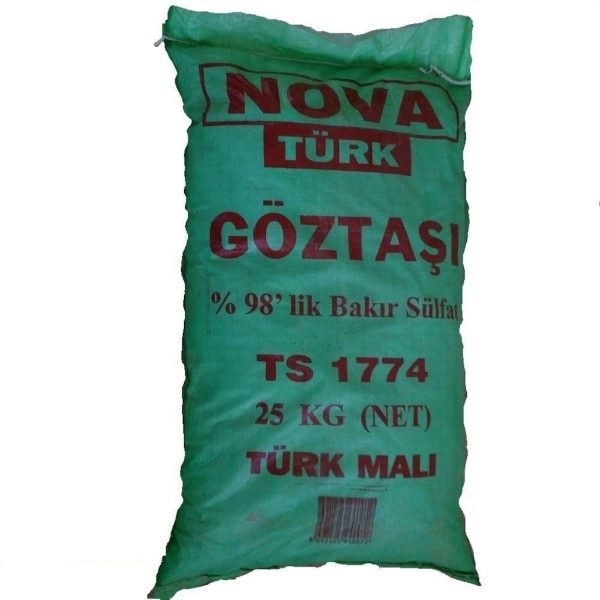 NOVA
TÜRK
GÖZTAŞI
% 98' lik Bakır Sülfat
TS 1774
25 KG (NET)
TÜRK MALI